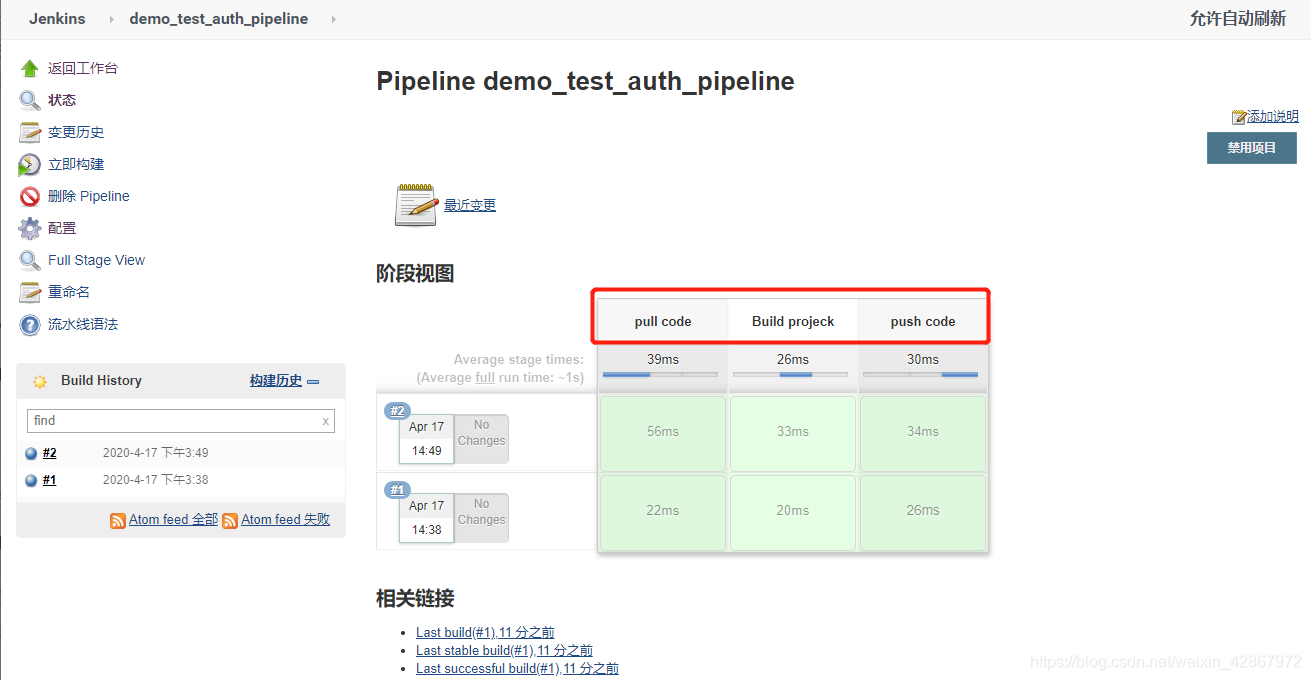 Jenkins demo_test_auth_pipeline 允许自动刷新
返回工作台
状态
变更历史
立即构建
删除 Pipeline
配置
Full Stage View
重命名
流水线语法
Build History 构建历史
find x
#2 2020-4-17 下午3:49
#1 2020-4-17 下午3:38
Atom feed 全部 Atom feed 失败
Pipeline demo_test_auth_pipeline
添加说明
禁用项目
最近变更
阶段视图
pull code Build projeck push code
Average stage times: 39ms 26ms 30ms
(Average full run time: ~1s)
#2
Apr 17
14:49
No
Changes
56ms 33ms 34ms
#1
Apr 17
14:38
No
Changes
22ms 20ms 26ms
相关链接
Last build(#1),11 分之前
Last stable build(#1),11 分之前
Last successful build(#1),11 分之前
https://blog.csdn.net/weixin_42867972